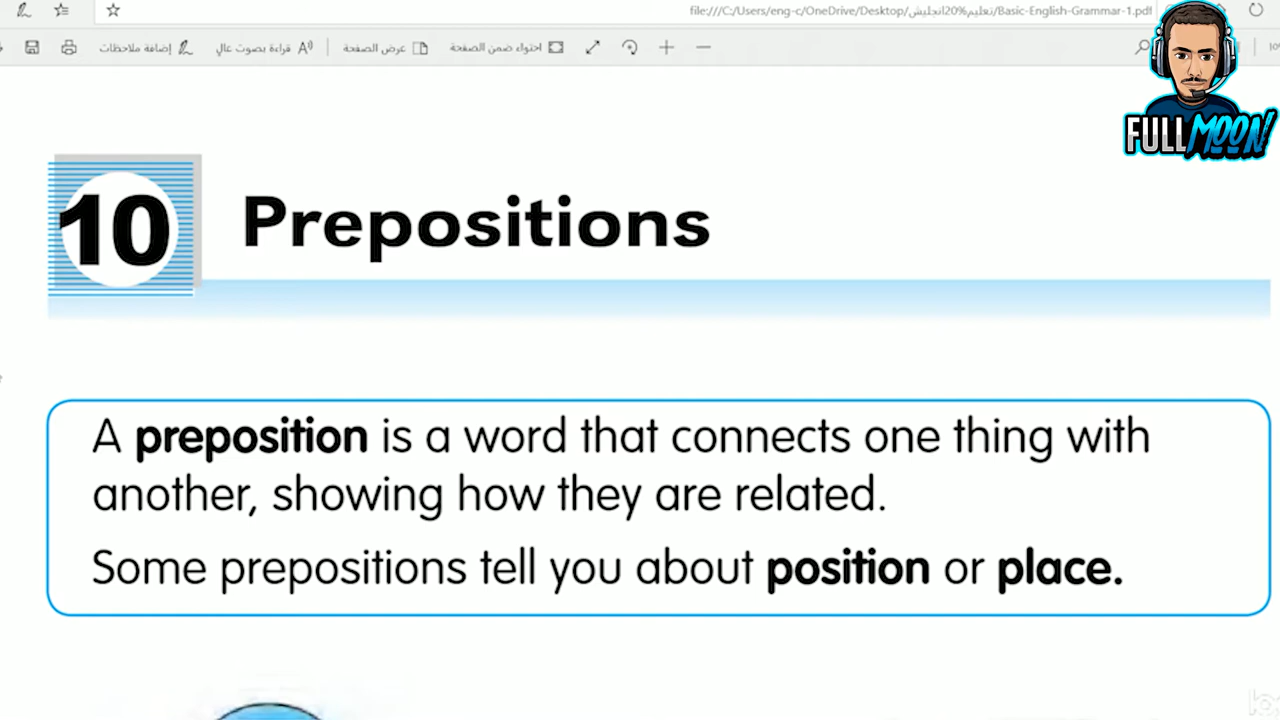 file:///C:/Users/eng-c/OneDrive/Desktop/تعليم%20انجليش/Basic-English-Grammar-1.pdf
إضافة ملاحظات
قراءة بصوت عالٍ
عرض الصفحة
احتواء ضمن الصفحة
FULL MOON
10 Prepositions
A preposition is a word that connects one thing with
another, showing how they are related.
Some prepositions tell you about position or place.